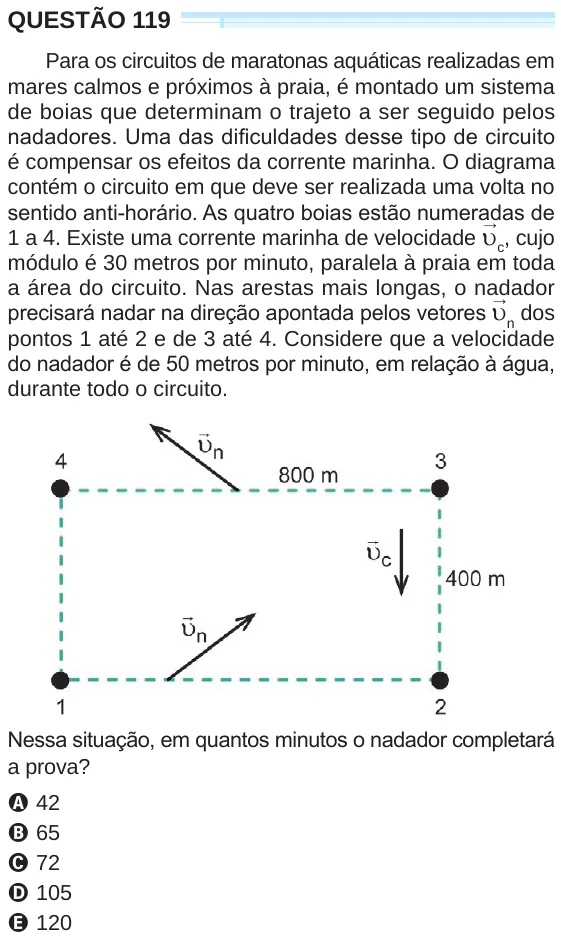 QUESTÃO 119
Para os circuitos de maratonas aquáticas realizadas em
mares calmos e próximos à praia, é montado um sistema
de boias que determinam o trajeto a ser seguido pelos
nadadores. Uma das dificuldades desse tipo de circuito
é compensar os efeitos da corrente marinha. O diagrama
contém o circuito em que deve ser realizada uma volta no
sentido anti-horário. As quatro boias estão numeradas de
1 a 4. Existe uma corrente marinha de velocidade υ⃗c, cujo
módulo é 30 metros por minuto, paralela à praia em toda
a área do circuito. Nas arestas mais longas, o nadador
precisará nadar na direção apontada pelos vetores υ⃗n dos
pontos 1 até 2 e de 3 até 4. Considere que a velocidade
do nadador é de 50 metros por minuto, em relação à água,
durante todo o circuito.
υ⃗n
4
800 m
3
υ⃗c
400 m
υ⃗n
1
2
Nessa situação, em quantos minutos o nadador completará
a prova?
A 42
B 65
C 72
D 105
E 120